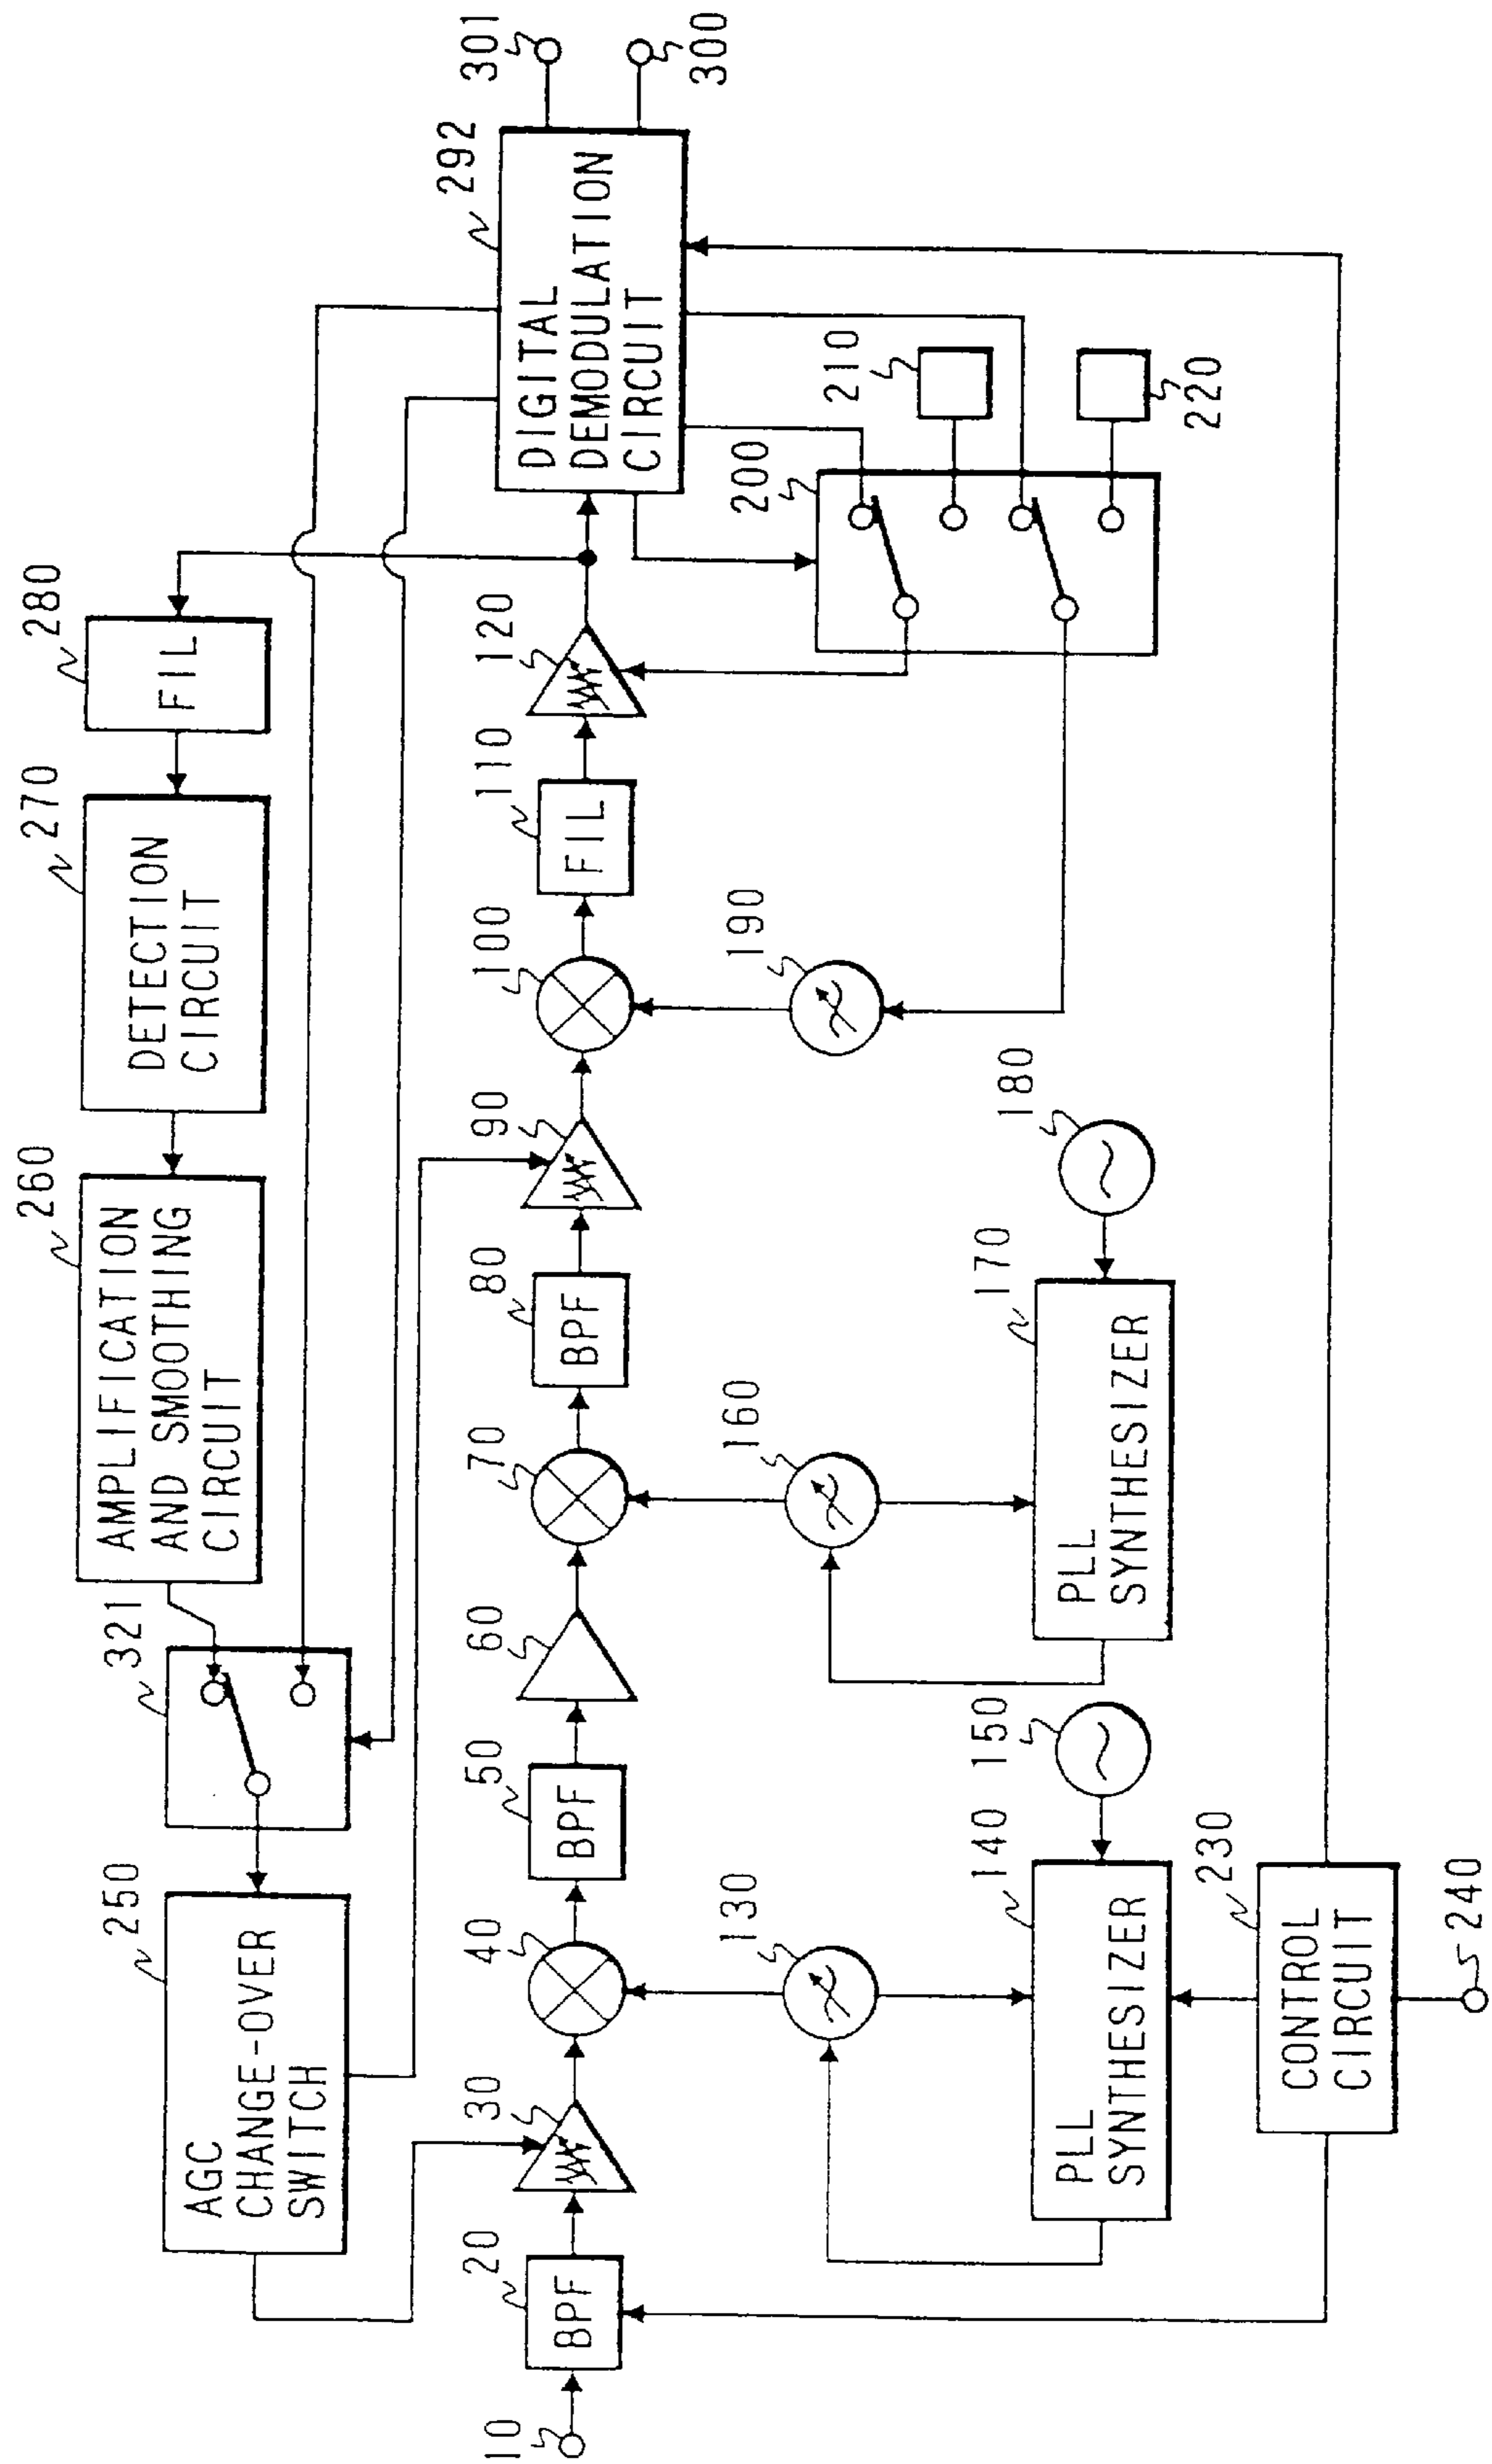 280
FIL
270
DETECTION
CIRCUIT
260
AMPLIFICATION
AND SMOOTHING
CIRCUIT
321
250
AGC
CHANGE-OVER
SWITCH
10
20
BPF
30
40
50
BPF
60
70
80
BPF
90
100
110
FIL
120
292
DIGITAL
DEMODULATION
CIRCUIT
301
300
130
140
PLL
SYNTHESIZER
150
160
170
PLL
SYNTHESIZER
180
190
200
210
220
230
CONTROL
CIRCUIT
240